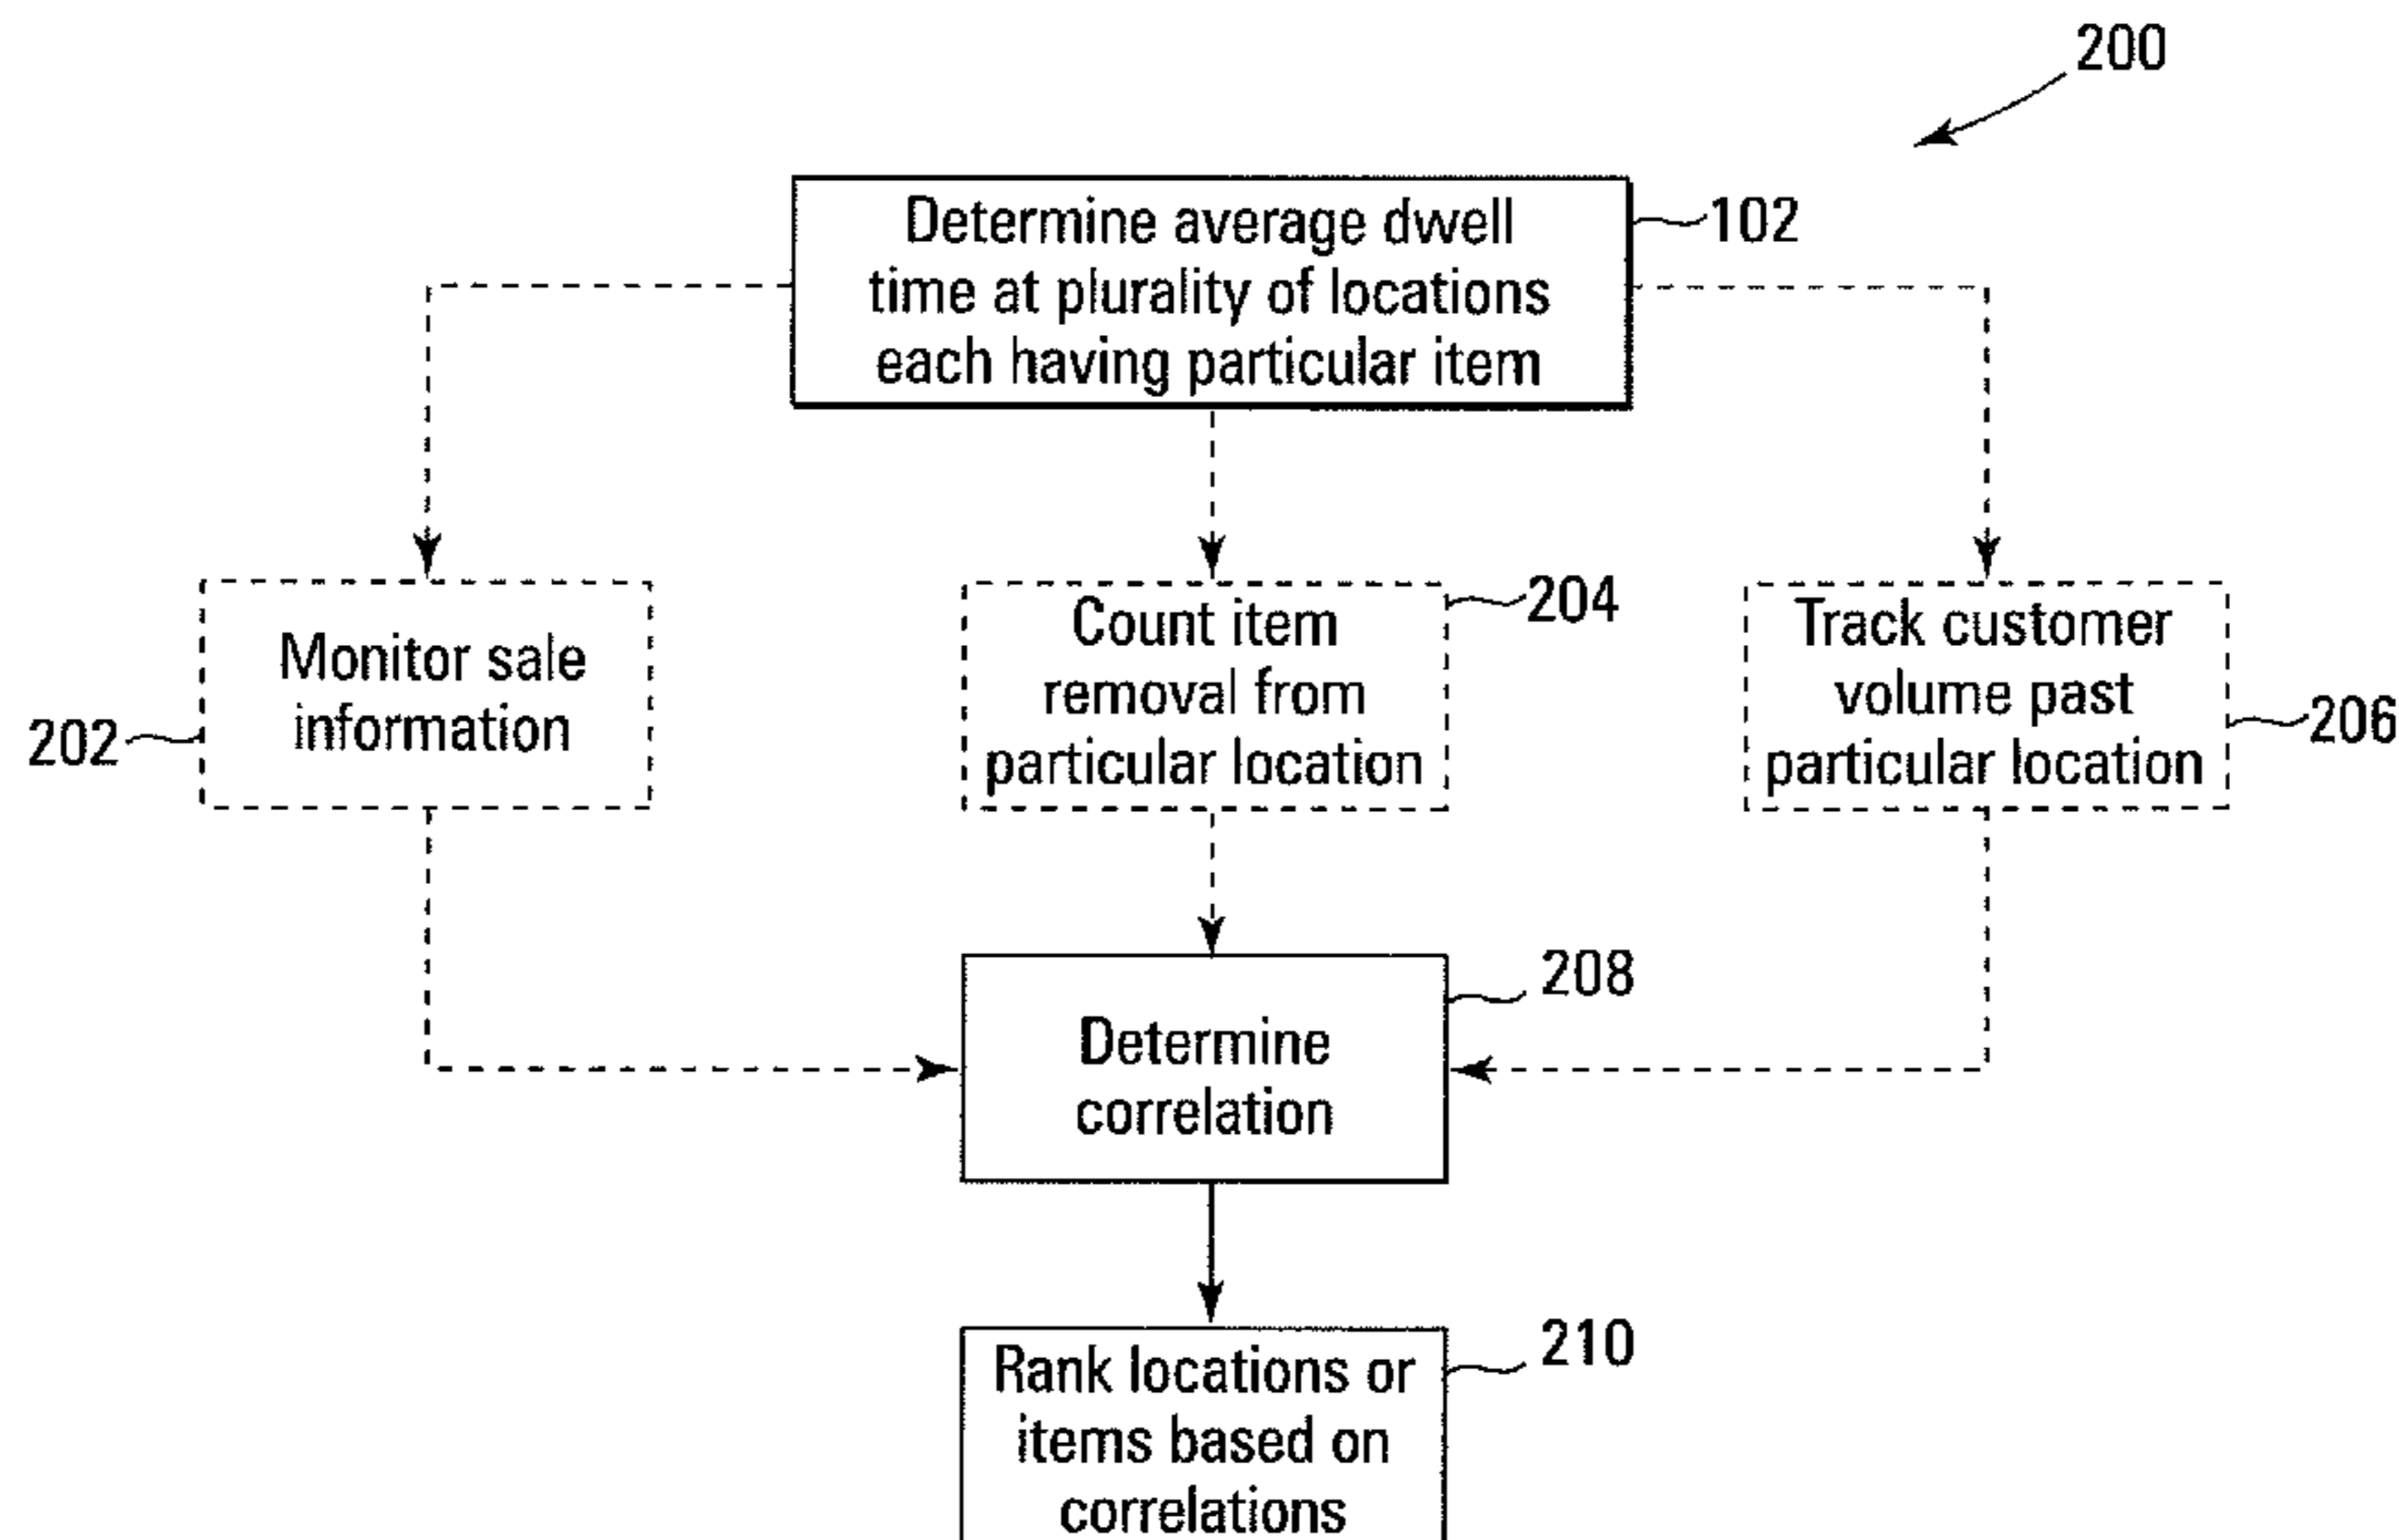 200
Determine average dwell
time at plurality of locations
each having particular item
102
Monitor sale
information
202
Count item
removal from
particular location
204
Track customer
volume past
particular location
206
Determine
correlation
208
Rank locations or
items based on
correlations
210